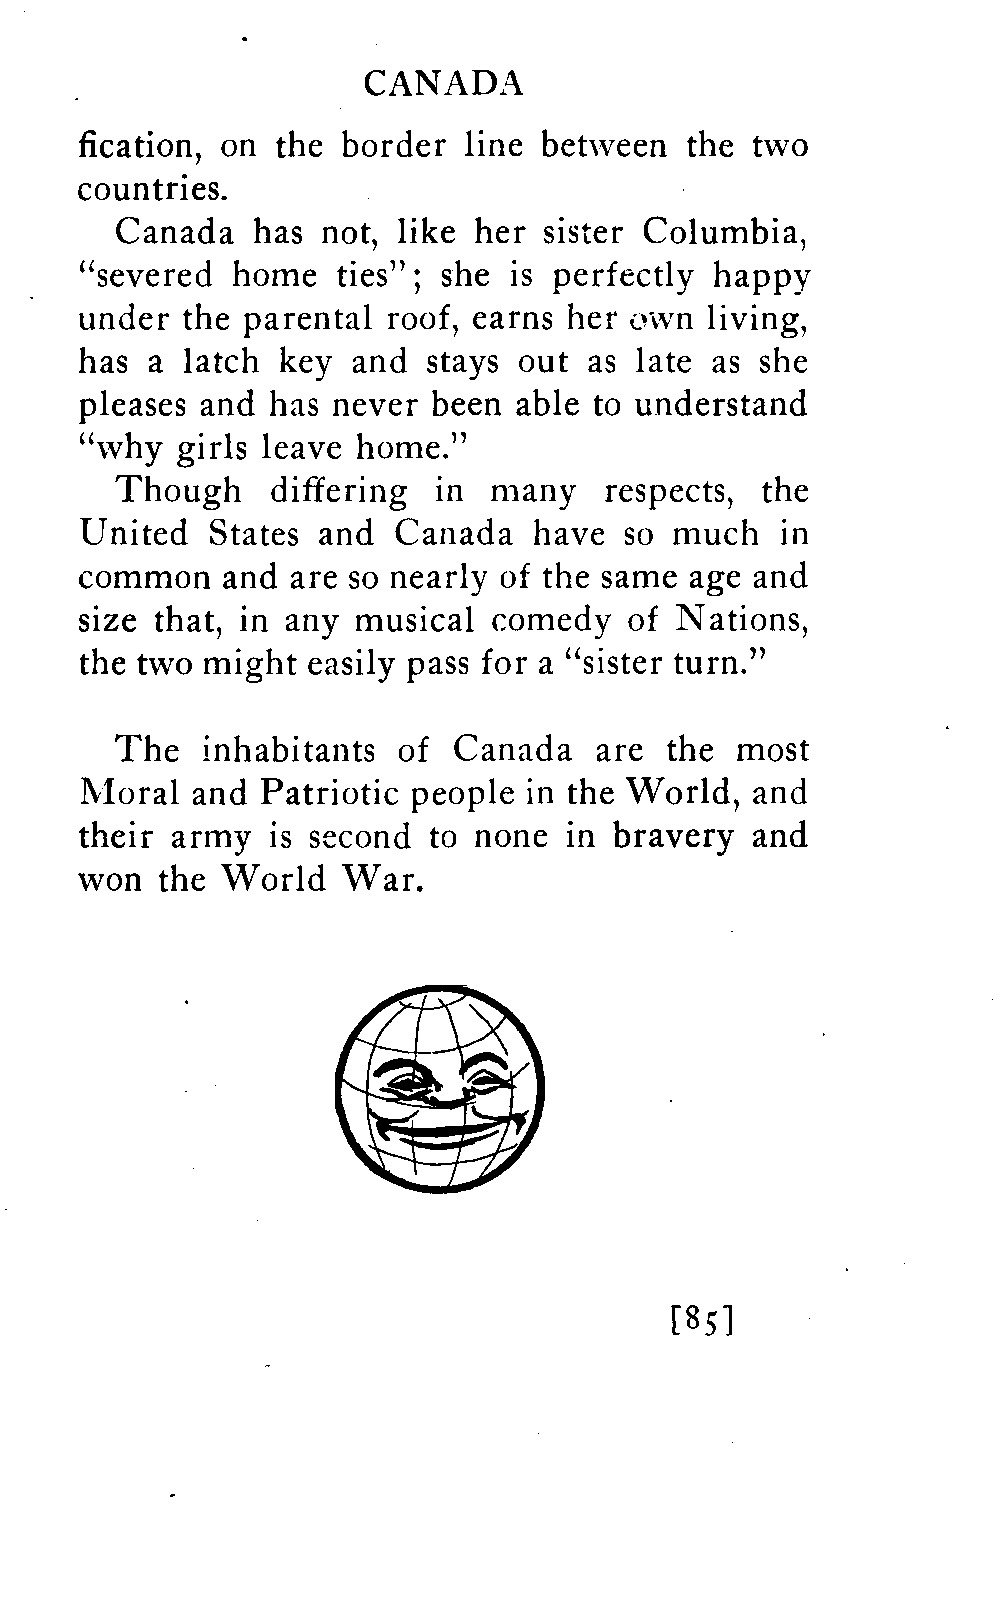 CANADA
fication, on the border line between the two
countries.
Canada has not, like her sister Columbia,
“severed home ties”; she is perfectly happy
under the parental roof, earns her own living,
has a latch key and stays out as late as she
pleases and has never been able to understand
“why girls leave home.”
Though differing in many respects, the
United States and Canada have so much in
common and are so nearly of the same age and
size that, in any musical comedy of Nations,
the two might easily pass for a “sister turn.”
The inhabitants of Canada are the most
Moral and Patriotic people in the World, and
their army is second to none in bravery and
won the World War.
[85]